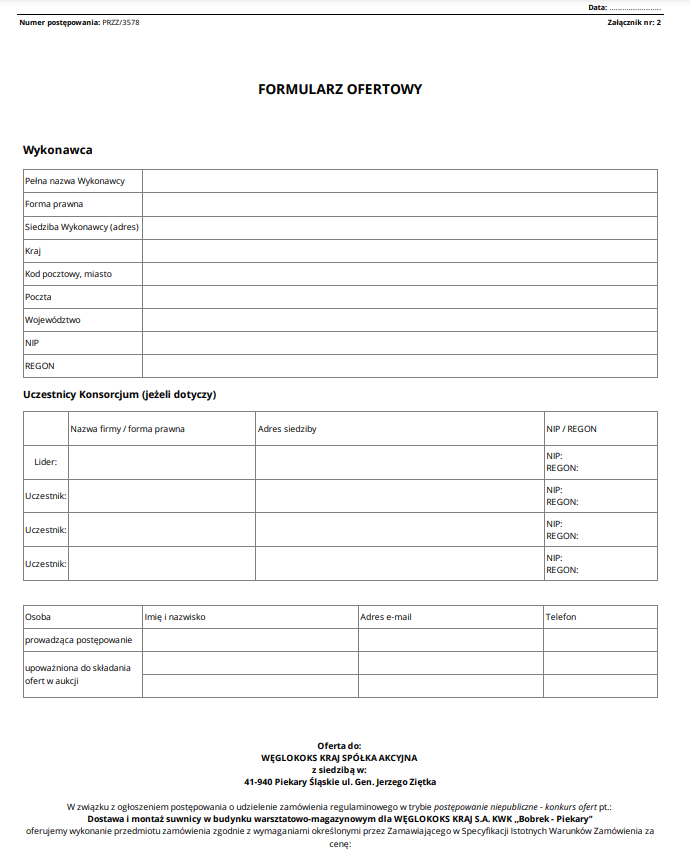 Data: ........................
Numer postępowania: PRZZ/3578 Załącznik nr: 2
FORMULARZ OFERTOWY
Wykonawca
Pełna nazwa Wykonawcy
Forma prawna
Siedziba Wykonawcy (adres)
Kraj
Kod pocztowy, miasto
Poczta
Województwo
NIP
REGON
Uczestnicy Konsorcjum (jeżeli dotyczy)
Nazwa firmy / forma prawna Adres siedziby NIP / REGON
Lider: NIP:
REGON:
Uczestnik: NIP:
REGON:
Uczestnik: NIP:
REGON:
Uczestnik: NIP:
REGON:
Osoba Imię i nazwisko Adres e-mail Telefon
prowadząca postępowanie
upoważniona do składania
ofert w aukcji
Oferta do:
WĘGLOKOKS KRAJ SPÓŁKA AKCYJNA
z siedzibą w:
41-940 Piekary Śląskie ul. Gen. Jerzego Ziętka
W związku z ogłoszeniem postępowania o udzielenie zamówienia regulaminowego w trybie postępowanie niepubliczne - konkurs ofert pt.:
Dostawa i montaż suwnicy w budynku warsztatowo-magazynowym dla WĘGLOKOKS KRAJ S.A. KWK ,,Bobrek - Piekary"
oferujemy wykonanie przedmiotu zamówienia zgodnie z wymaganiami określonymi przez Zamawiającego w Specyfikacji Istotnych Warunków Zamówienia za
cenę: